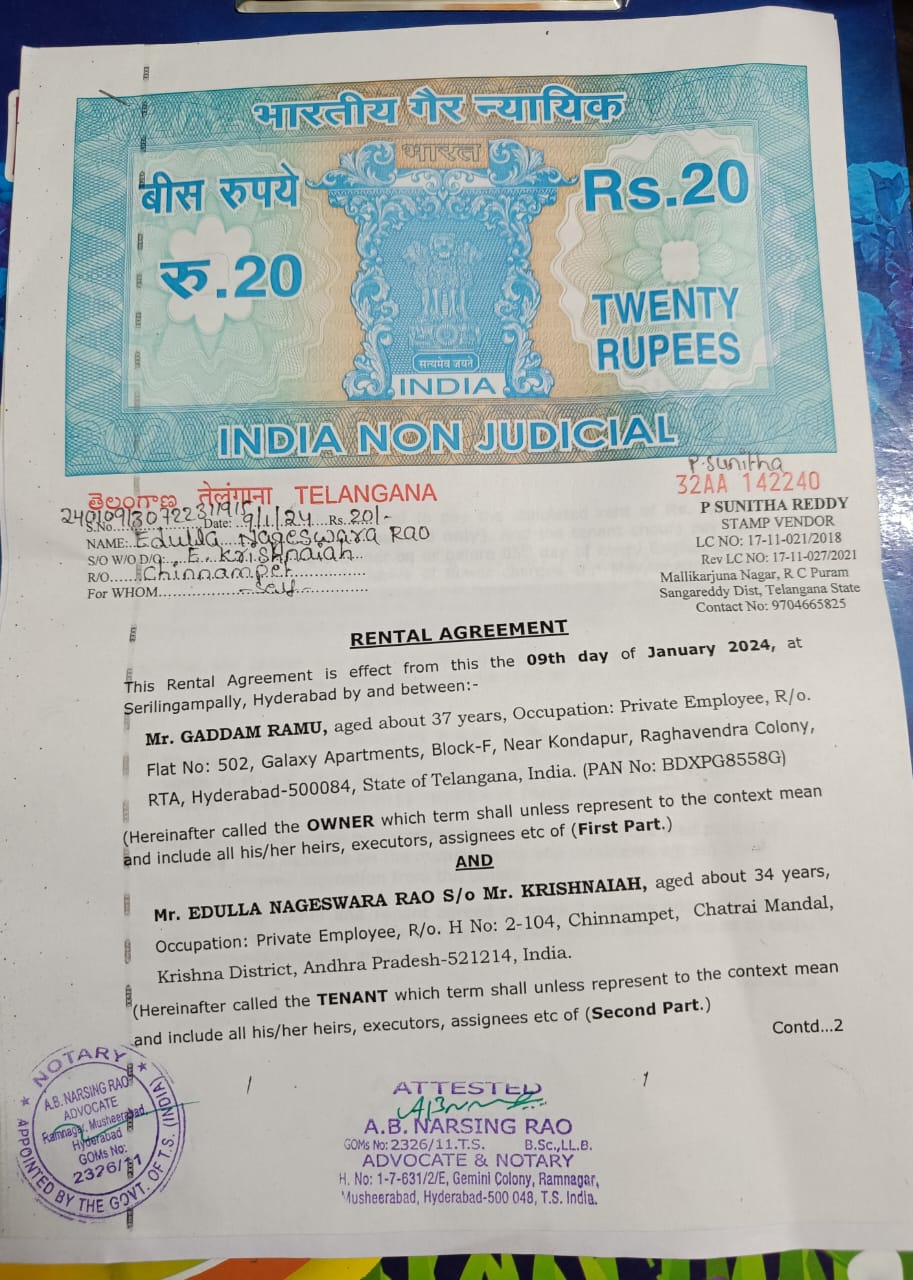 भारतीय गैर न्यायिक
भारत
बीस रुपये
Rs.20
रु.20
TWENTY
RUPEES
सत्यमेव जयते
INDIA
INDIA NON JUDICIAL
తెలంగాణ तेलंगाना TELANGANA
P.Sunitha
32AA 142240
S.No. Date: 9/1/24 Rs. 20/-
NAME: Edulla Nageswara Rao
S/O W/O D/O E. Krishnaiah
R/O Chinnampet
For WHOM Self
P SUNITHA REDDY
STAMP VENDOR
LC NO: 17-11-021/2018
Rev LC NO: 17-11-027/2021
Mallikarjuna Nagar, R C Puram
Sangareddy Dist, Telangana State
Contact No: 9704665825
RENTAL AGREEMENT
This Rental Agreement is effect from this the 09th day of January 2024, at
Serilingampally, Hyderabad by and between:-
Mr. GADDAM RAMU, aged about 37 years, Occupation: Private Employee, R/o.
Flat No: 502, Galaxy Apartments, Block-F, Near Kondapur, Raghavendra Colony,
RTA, Hyderabad-500084, State of Telangana, India. (PAN No: BDXPG8558G)
(Hereinafter called the OWNER which term shall unless represent to the context mean
and include all his/her heirs, executors, assignees etc of (First Part.)
AND
Mr. EDULLA NAGESWARA RAO S/o Mr. KRISHNAIAH, aged about 34 years,
Occupation: Private Employee, R/o. H No: 2-104, Chinnampet, Chatrai Mandal,
Krishna District, Andhra Pradesh-521214, India.
(Hereinafter called the TENANT which term shall unless represent to the context mean
and include all his/her heirs, executors, assignees etc of (Second Part.)
Contd...2
NOTARY
A.B. NARSING RAO
ADVOCATE
Ramnagar, Musheerabad,
Hyderabad
GOMs No:
2326/11
APPOINTED BY THE GOVT. OF T.S. (INDIA)
ATTESTED
A.B. NARSING RAO
GOMs No: 2326/11.T.S. B.Sc.,LL.B.
ADVOCATE & NOTARY
H. No: 1-7-631/2/E, Gemini Colony, Ramnagar,
Musheerabad, Hyderabad-500 048, T.S. India.